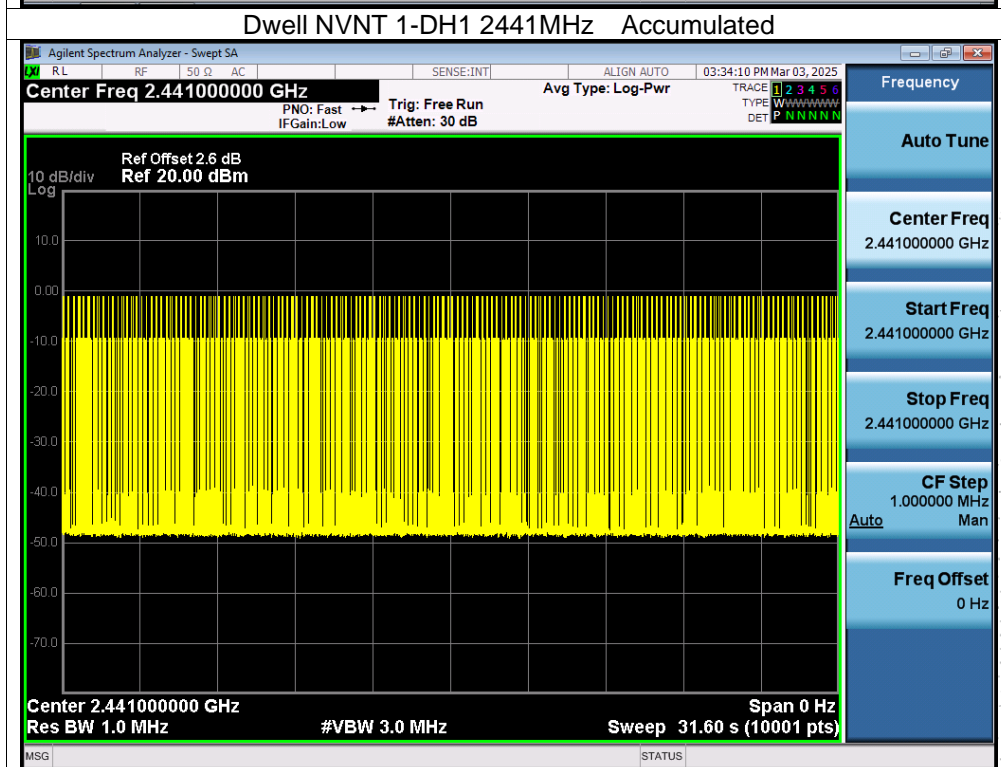 Dwell NVNT 1-DH1 2441MHz Accumulated
Agilent Spectrum Analyzer - Swept SA
LXI RL RF 50 Ω AC SENSE:INT ALIGN AUTO 03:34:10 PM Mar 03, 2025
Center Freq 2.441000000 GHz
PNO: Fast
IFGain:Low
Trig: Free Run
#Atten: 30 dB
Avg Type: Log-Pwr
TRACE 1 2 3 4 5 6
TYPE WWWWWWW
DET P N N N N N
Ref Offset 2.6 dB
10 dB/div Ref 20.00 dBm
Log
10.0
0.00
-10.0
-20.0
-30.0
-40.0
-50.0
-60.0
-70.0
Center 2.441000000 GHz Span 0 Hz
Res BW 1.0 MHz #VBW 3.0 MHz Sweep 31.60 s (10001 pts)
MSG STATUS
Frequency
Auto Tune
Center Freq
2.441000000 GHz
Start Freq
2.441000000 GHz
Stop Freq
2.441000000 GHz
CF Step
1.000000 MHz
Auto Man
Freq Offset
0 Hz